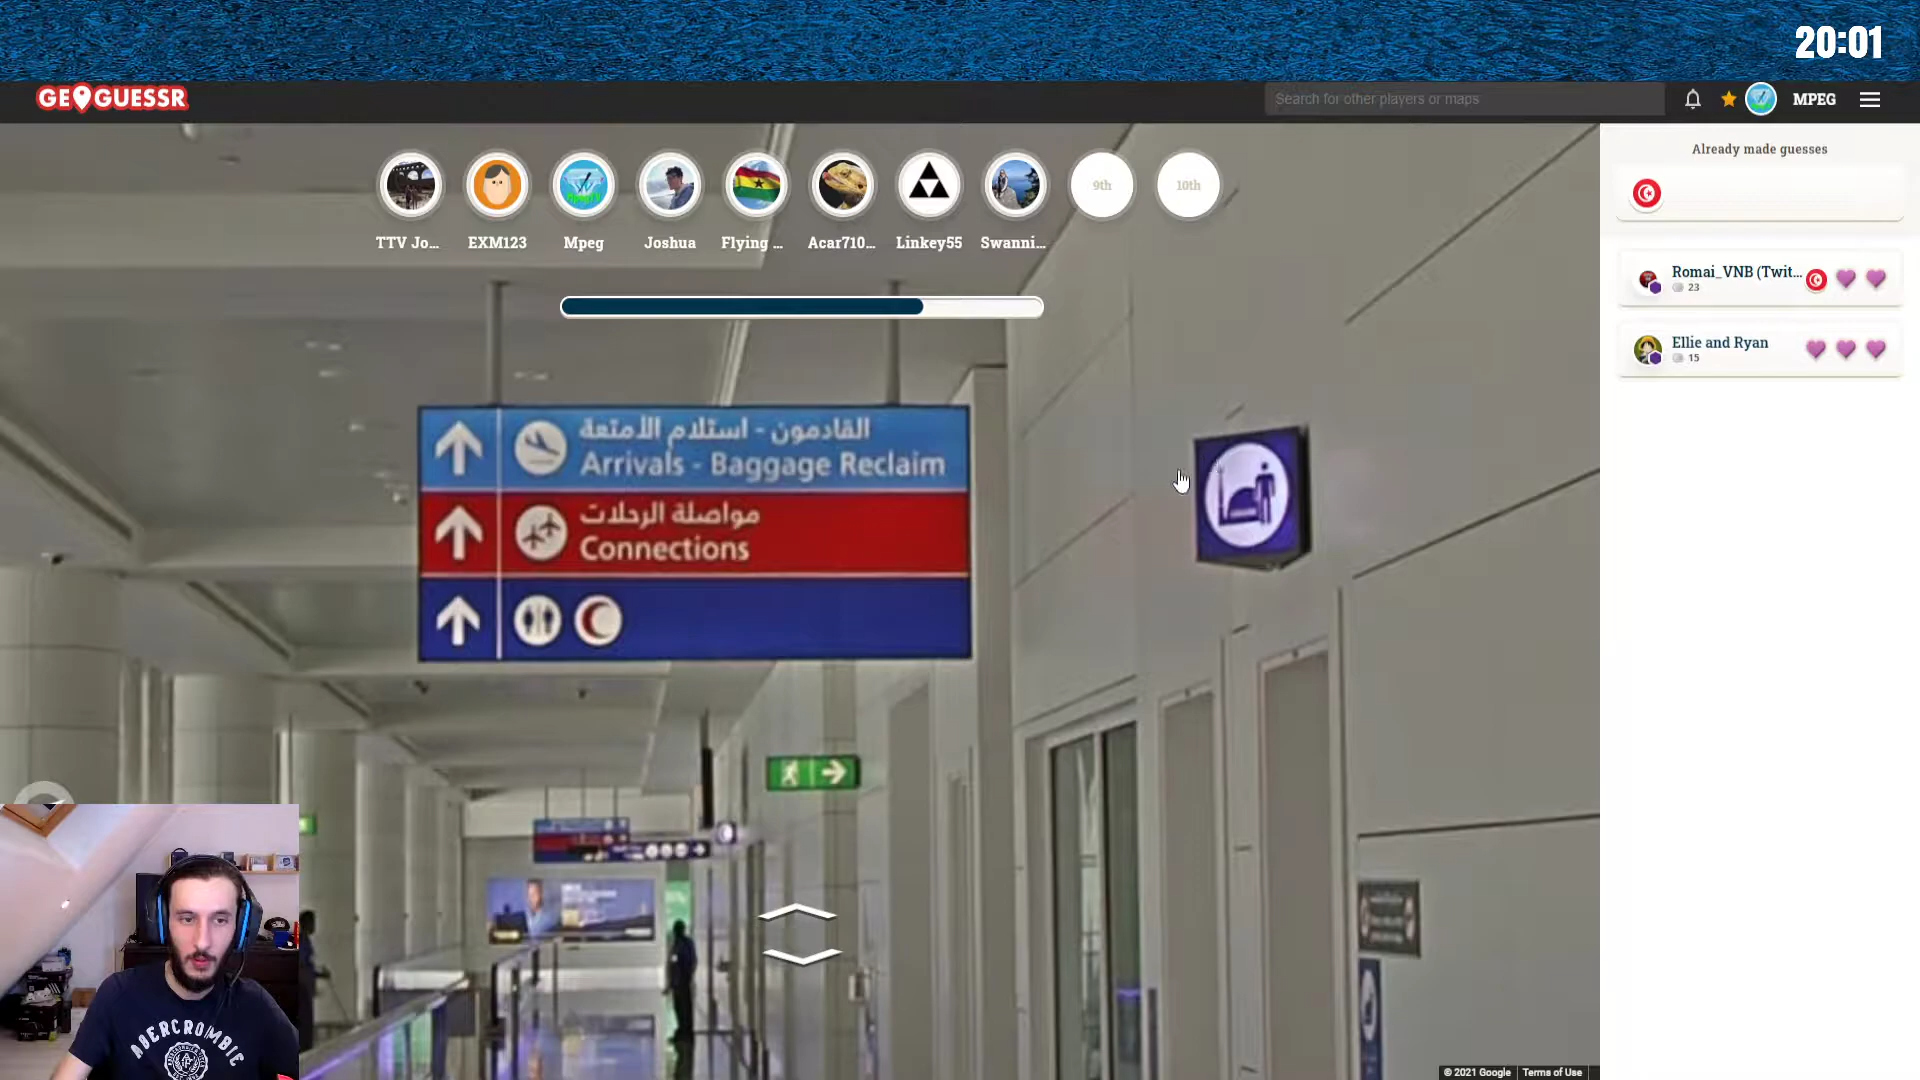 20:01
GEOGUESSR
Search for other players or maps
MPEG
Already made guesses
TTV Jo...
EXM123
Mpeg
Joshua
Flying ...
Acar710...
Linkey55
Swanni...
9th
10th
Romai_VNB (Twit...
23
Ellie and Ryan
15
القادمون - استلام الأمتعة
Arrivals - Baggage Reclaim
مواصلة الرحلات
Connections
ABERCROMBIE
© 2021 Google
Terms of Use